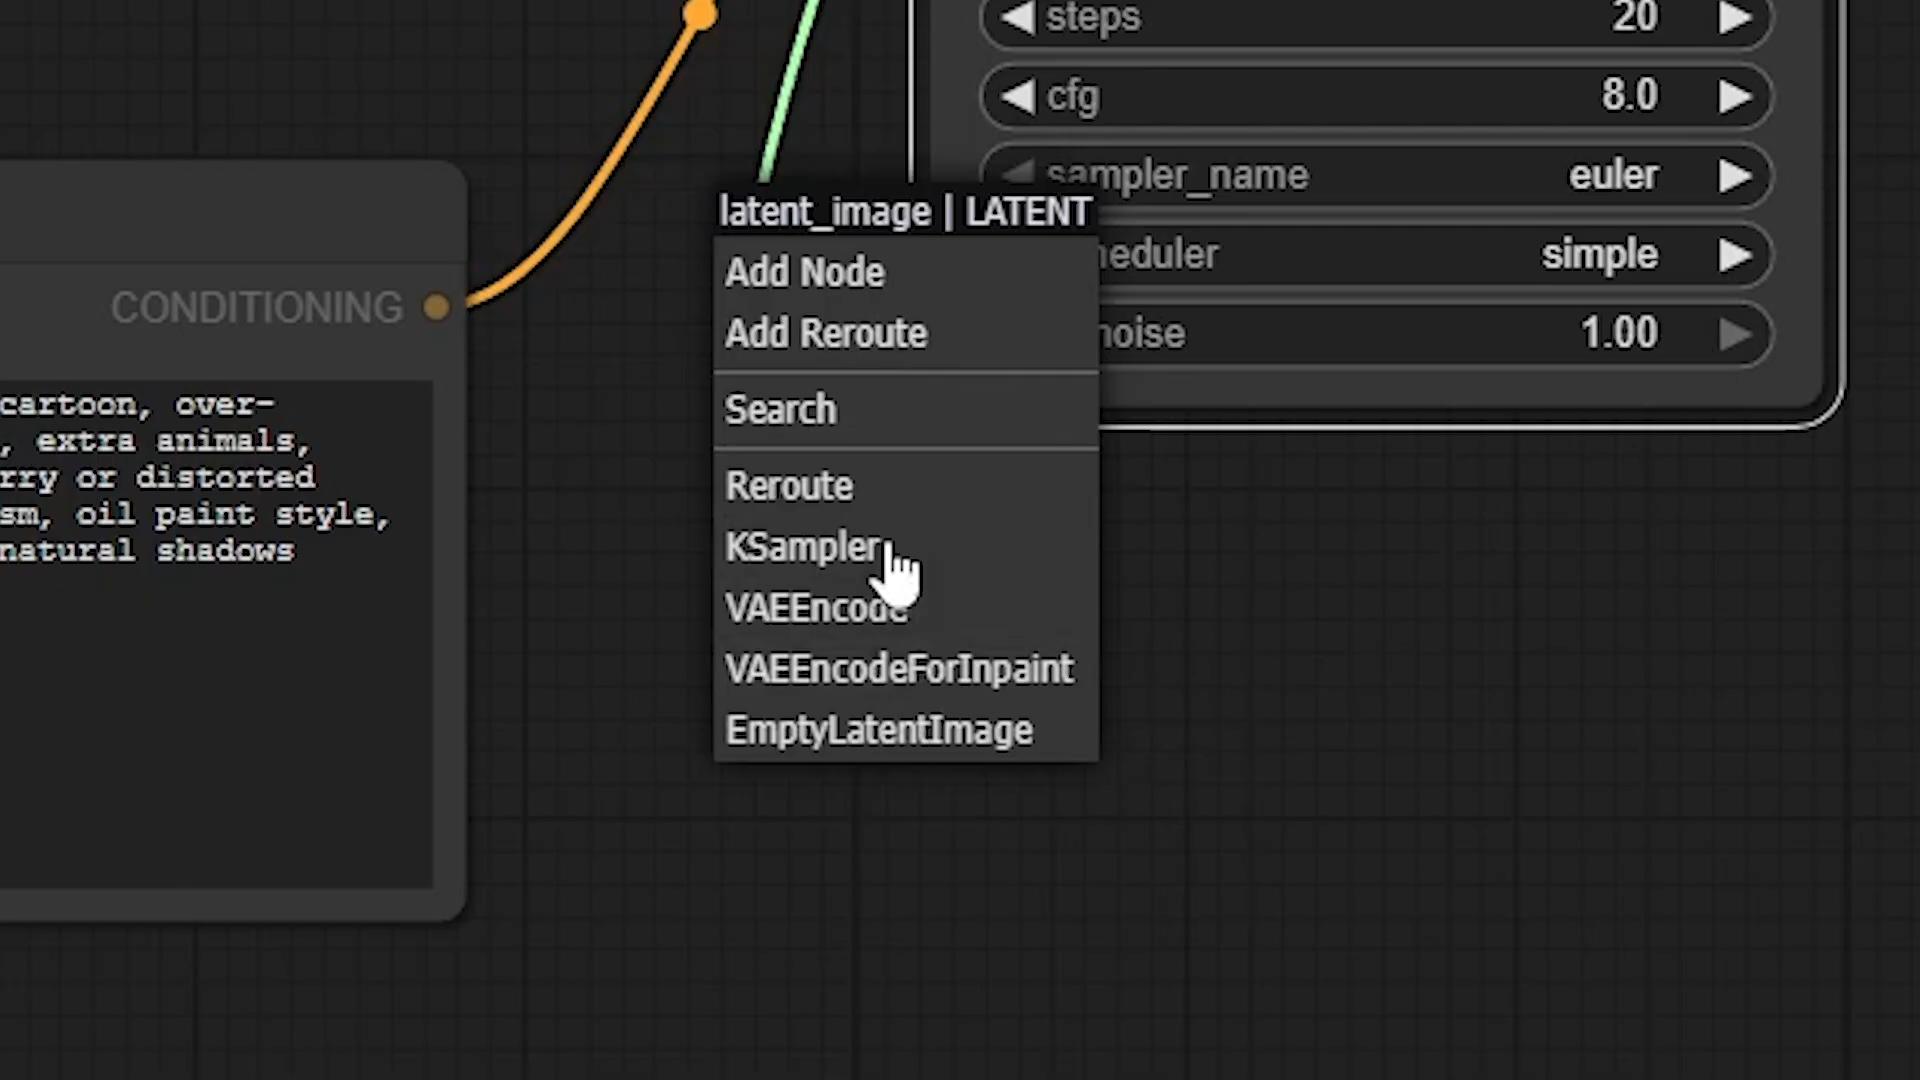 steps 20
cfg 8.0
sampler_name euler
latent_image | LATENT
Add Node
heduler simple
CONDITIONING
Add Reroute
noise 1.00
cartoon, over-
, extra animals,
rry or distorted
sm, oil paint style,
natural shadows
Search
Reroute
KSampler
VAEEncode
VAEEncodeForInpaint
EmptyLatentImage